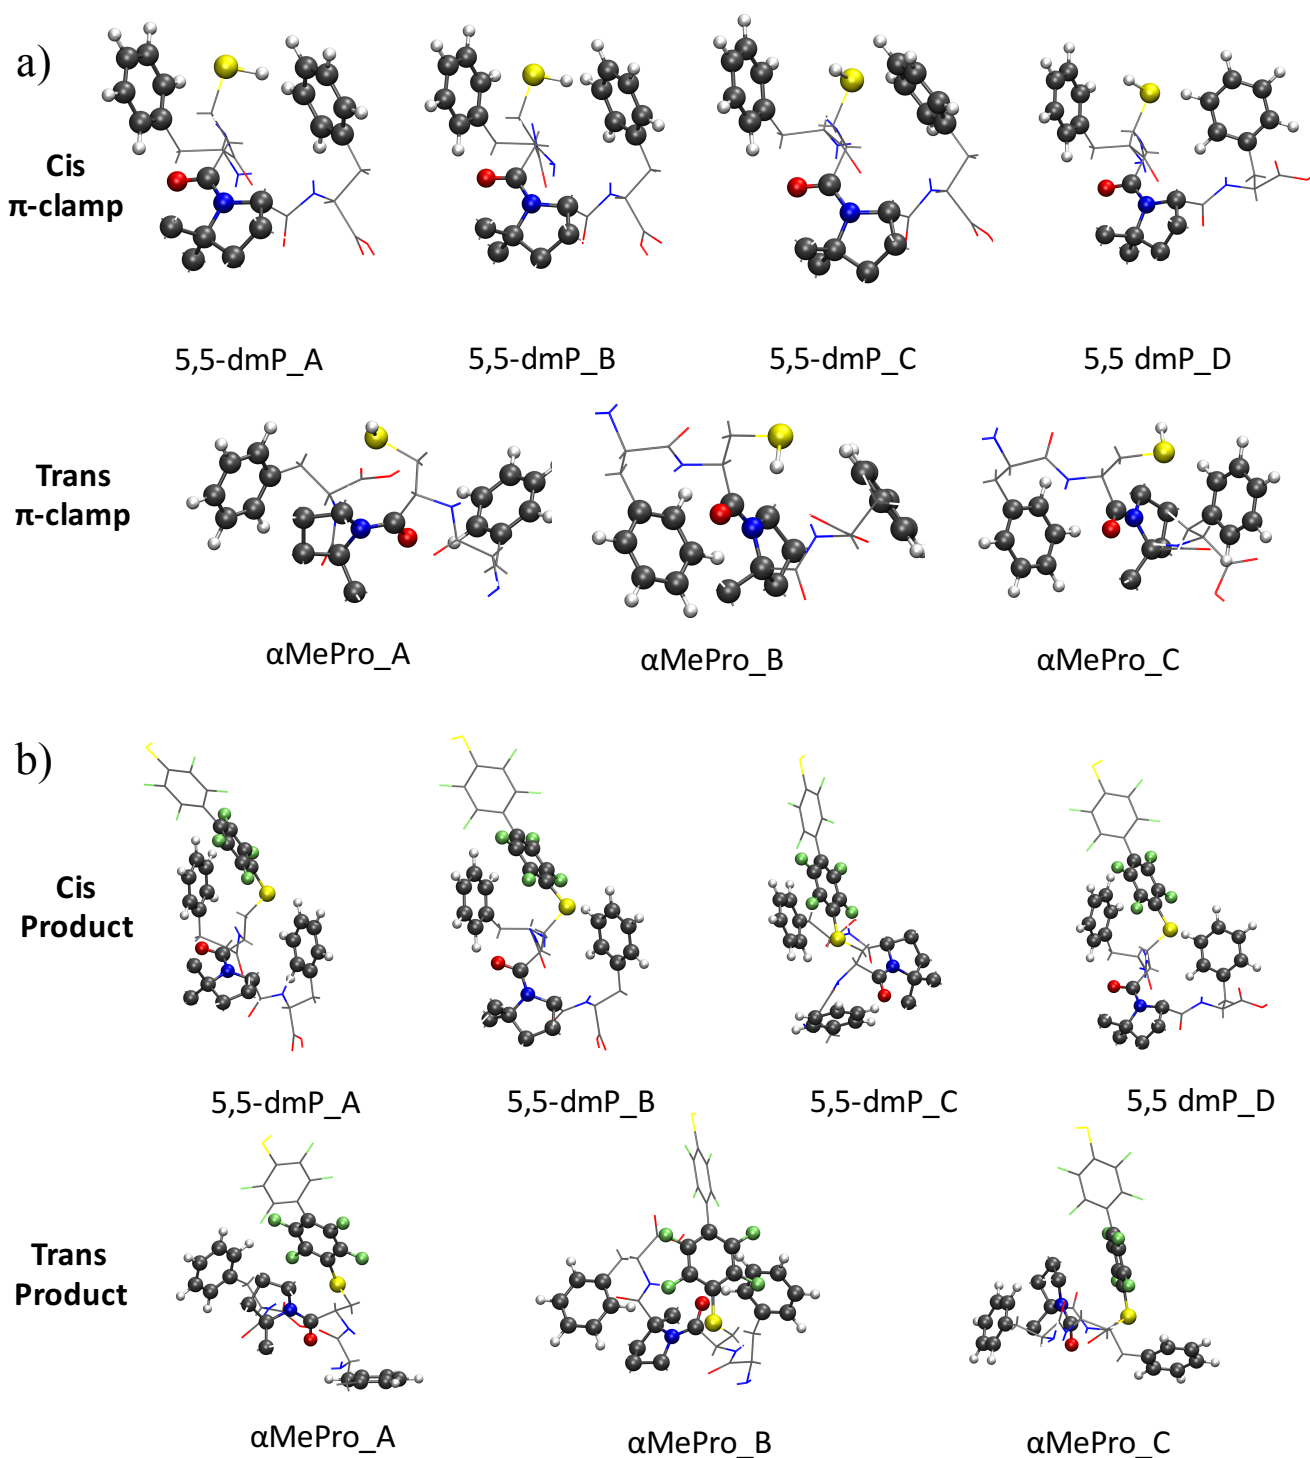 a)
Cis
π-clamp
5,5-dmP_A
5,5-dmP_B
5,5-dmP_C
5,5 dmP_D
Trans
π-clamp
αMePro_A
αMePro_B
αMePro_C
b)
Cis
Product
5,5-dmP_A
5,5-dmP_B
5,5-dmP_C
5,5 dmP_D
Trans
Product
αMePro_A
αMePro_B
αMePro_C